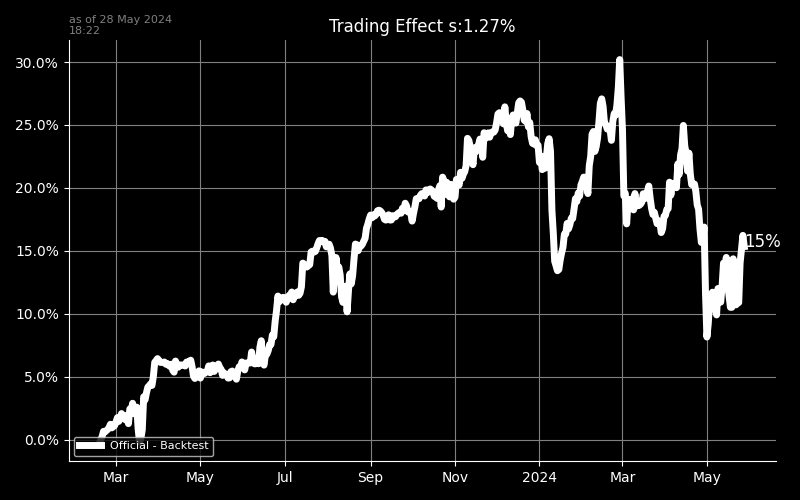 as of 28 May 2024
18:22
Trading Effect s:1.27%
30.0%
25.0%
20.0%
15.0%
10.0%
5.0%
0.0%
15%
Official - Backtest
Mar May Jul Sep Nov 2024 Mar May